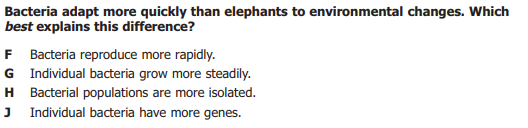 Bacteria adapt more quickly than elephants to environmental changes. Which
best explains this difference?
F Bacteria reproduce more rapidly.
G Individual bacteria grow more steadily.
H Bacterial populations are more isolated.
J Individual bacteria have more genes.